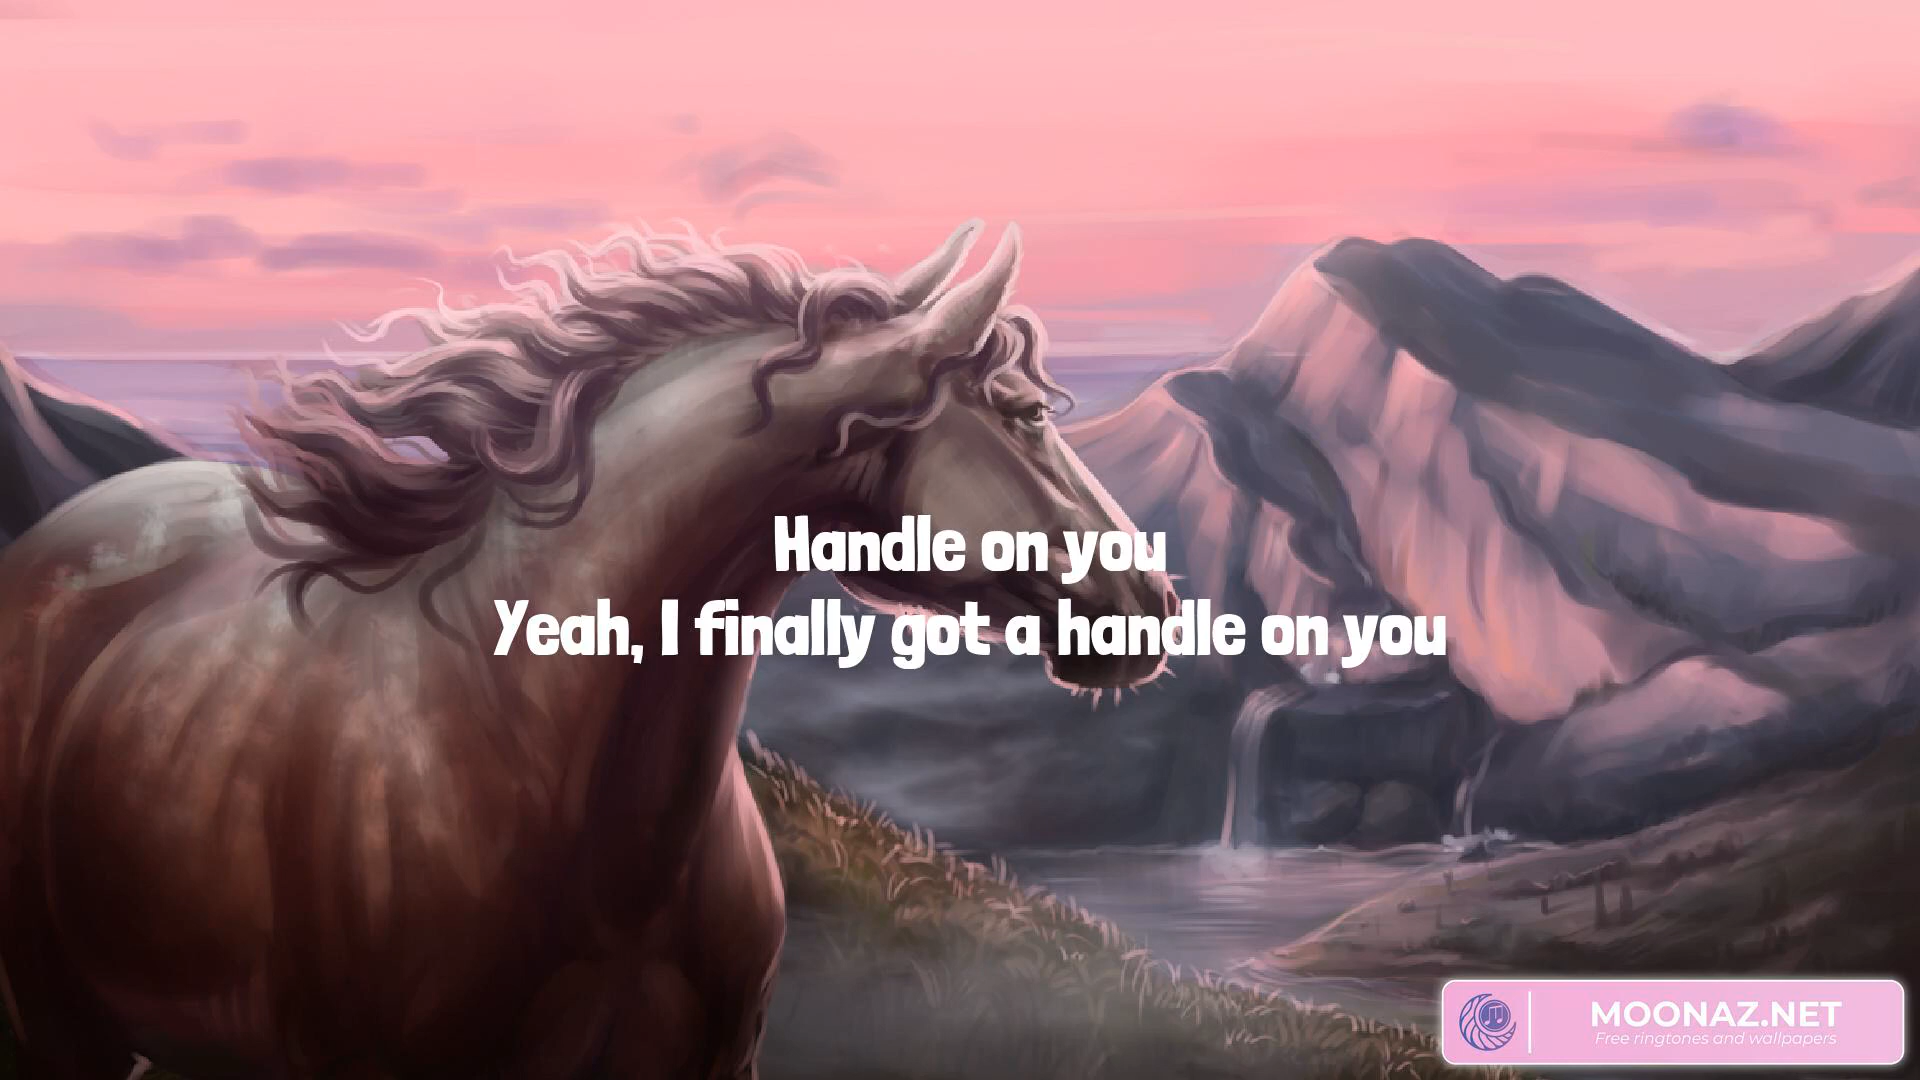 Handle on you
Yeah, I finally got a handle on you
MOONAZ.NET
Free ringtones and wallpapers